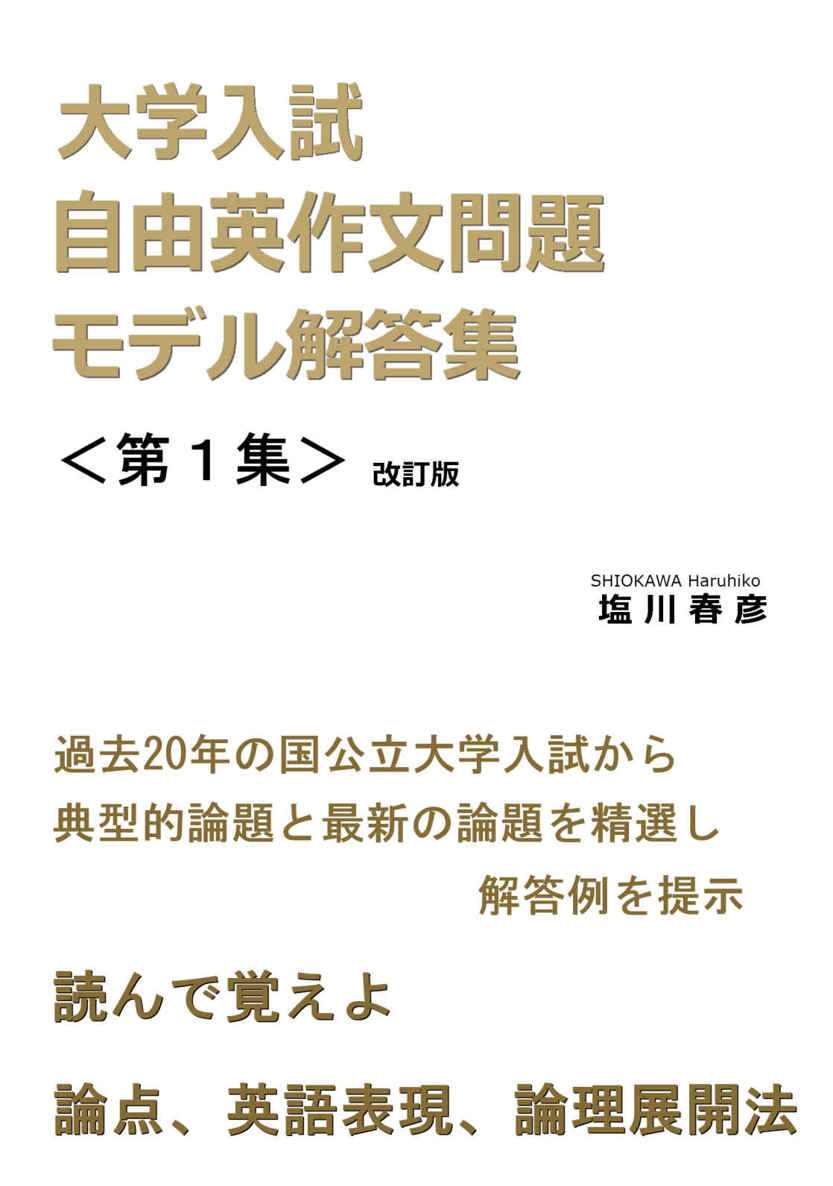 大学入試
自由英作文問題
モデル解答集
＜第１集＞ 改訂版
SHIOKAWA Haruhiko
塩川春彦
過去20年の国公立大学入試から
典型的論題と最新の論題を精選し
解答例を提示
読んで覚えよ
論点、英語表現、論理展開法